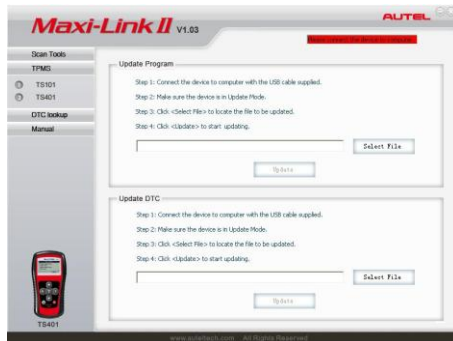 Maxi-Link II V1.03
AUTEL
Please connect the device to computer
Scan Tools
TPMS
TS101
TS401
DTC lookup
Manual
Update Program
Step 1: Connect the device to computer with the USB cable supplied.
Step 2: Make sure the device is in Update Mode.
Step 3: Click <Select File> to locate the file to be updated.
Step 4: Click <Update> to start updating.
Select File
Update
Update DTC
Step 1: Connect the device to computer with the USB cable supplied.
Step 2: Make sure the device is in Update Mode.
Step 3: Click <Select File> to locate the file to be updated.
Step 4: Click <Update> to start updating.
Select File
Update
TS401
www.auteltech.com All Rights Reserved